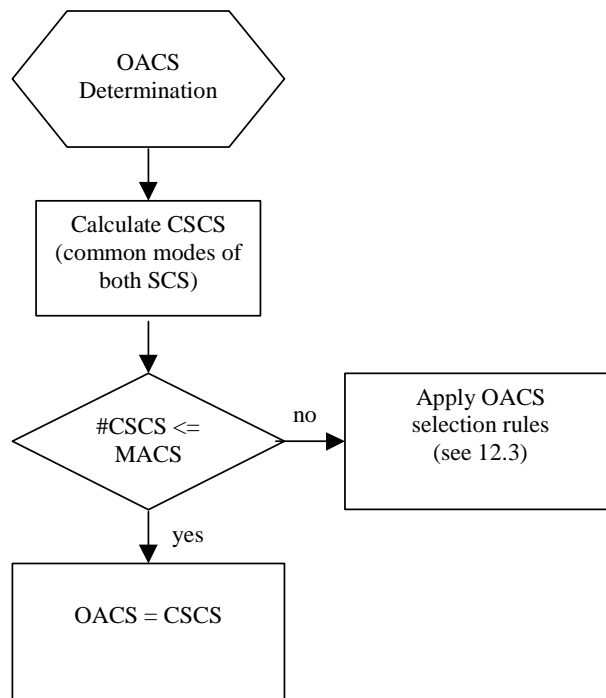 OACS
Determination
Calculate CSCS
(common modes of
both SCS)
#CSCS <=
MACS
no
Apply OACS
selection rules
(see 12.3)
yes
OACS = CSCS